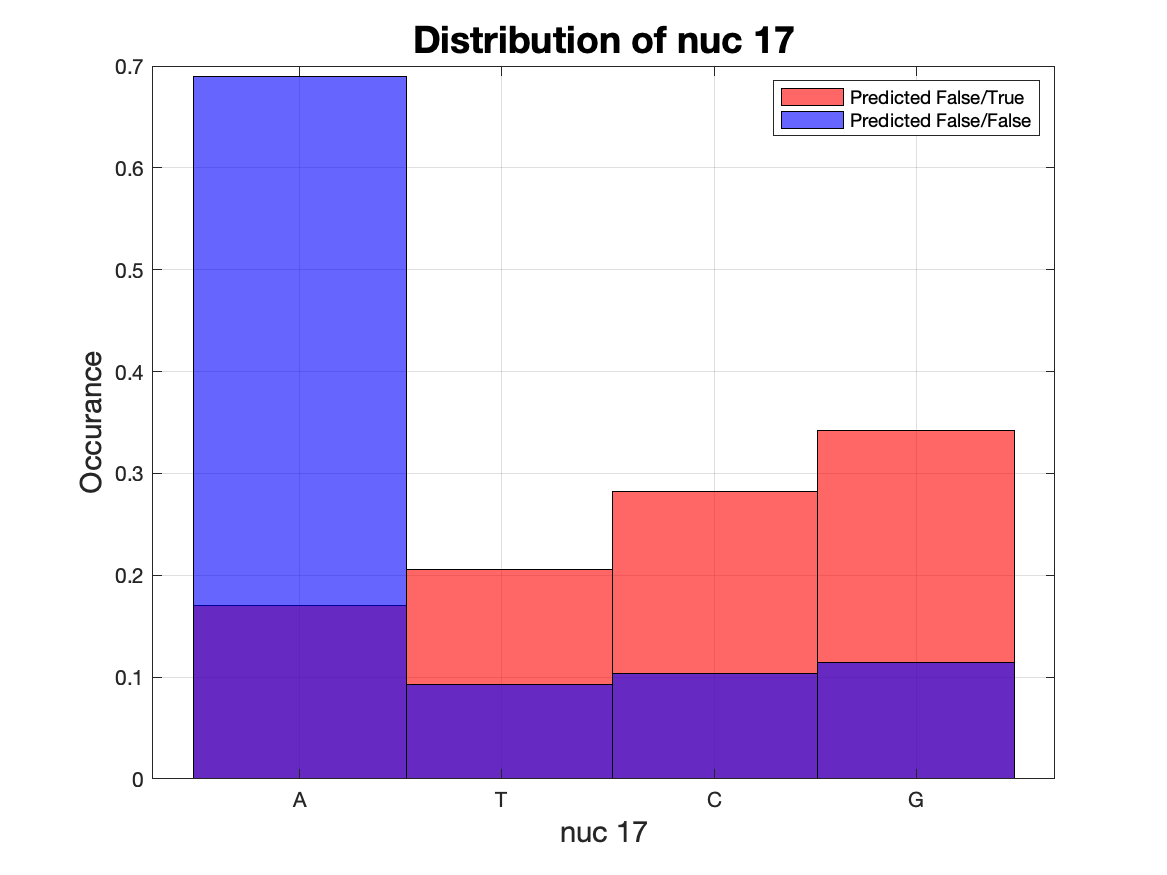 Distribution of nuc 17
Predicted False/True
Predicted False/False
Occurance
0.7
0.6
0.5
0.4
0.3
0.2
0.1
0
A T C G
nuc 17